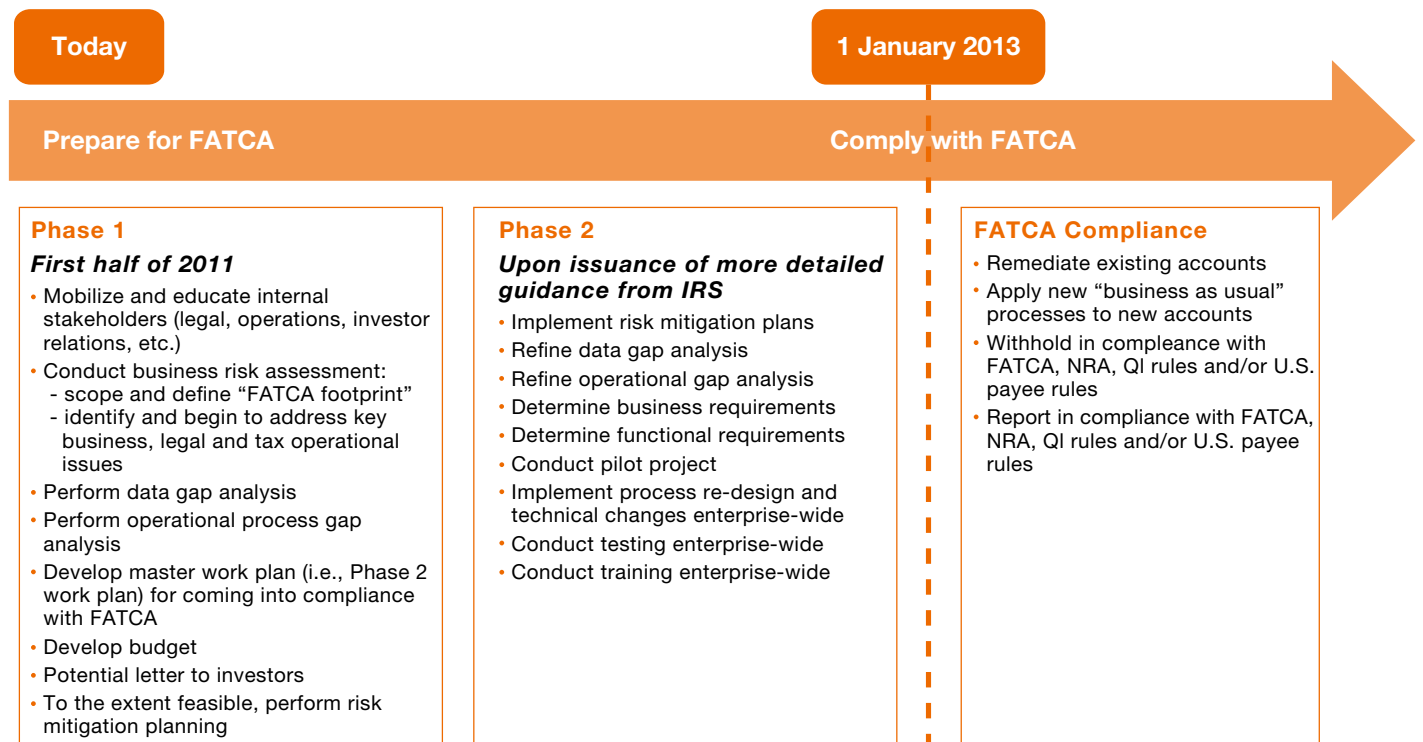 Today
1 January 2013
Prepare for FATCA
Comply with FATCA
Phase 1
First half of 2011
• Mobilize and educate internal
stakeholders (legal, operations, investor
relations, etc.)
• Conduct business risk assessment:
- scope and define “FATCA footprint”
- identify and begin to address key
business, legal and tax operational
issues
• Perform data gap analysis
• Perform operational process gap
analysis
• Develop master work plan (i.e., Phase 2
work plan) for coming into compliance
with FATCA
• Develop budget
• Potential letter to investors
• To the extent feasible, perform risk
mitigation planning
Phase 2
Upon issuance of more detailed
guidance from IRS
• Implement risk mitigation plans
• Refine data gap analysis
• Refine operational gap analysis
• Determine business requirements
• Determine functional requirements
• Conduct pilot project
• Implement process re-design and
technical changes enterprise-wide
• Conduct testing enterprise-wide
• Conduct training enterprise-wide
FATCA Compliance
• Remediate existing accounts
• Apply new “business as usual”
processes to new accounts
• Withhold in compleance with
FATCA, NRA, QI rules and/or U.S.
payee rules
• Report in compliance with FATCA,
NRA, QI rules and/or U.S. payee
rules